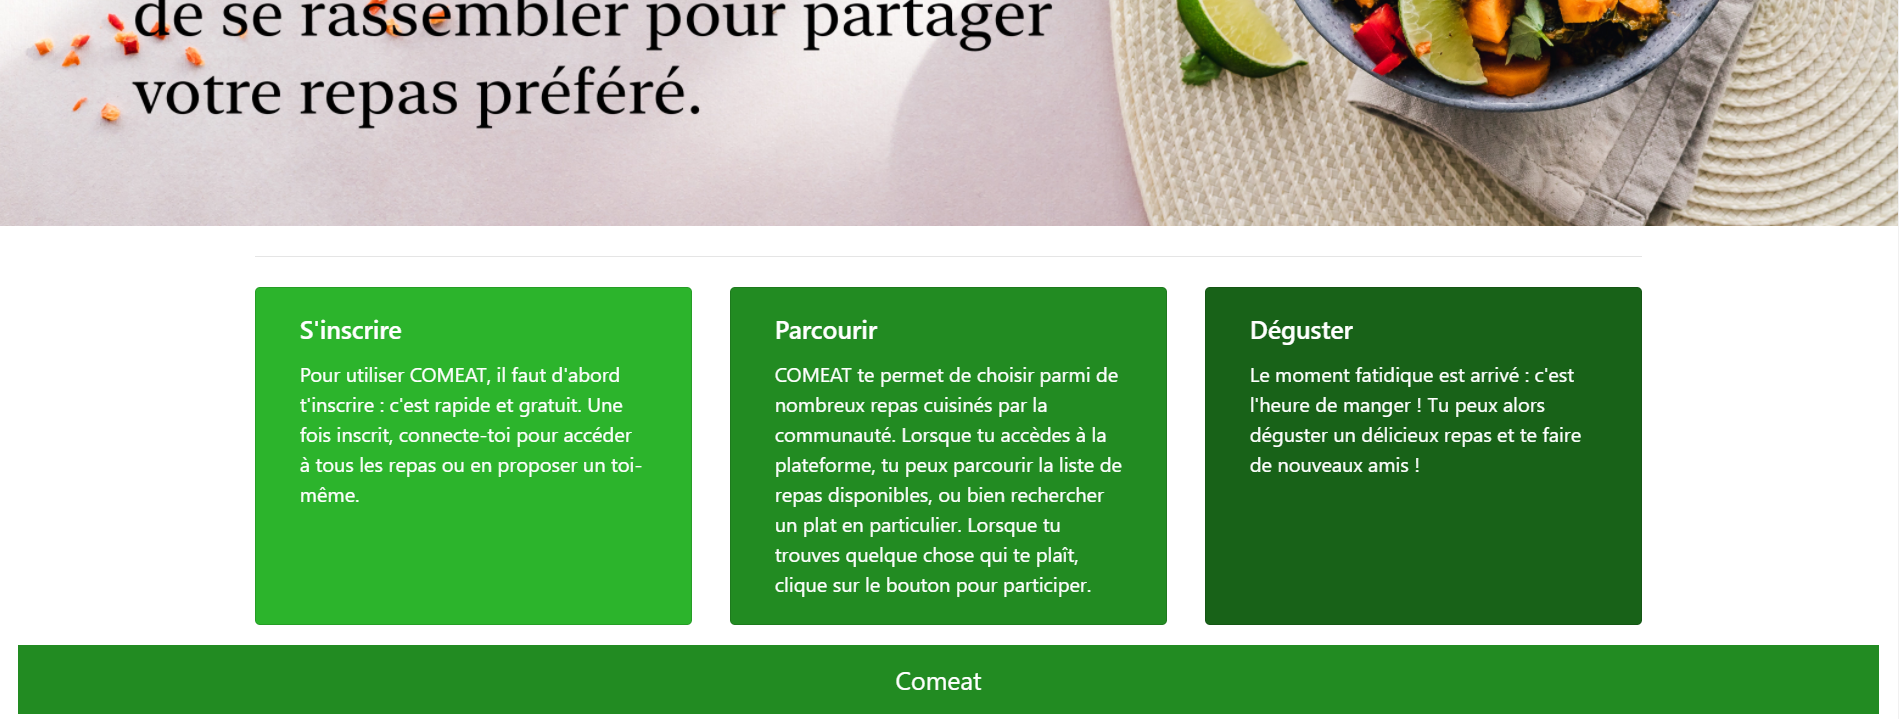 de se rassembler pour partager
votre repas préféré.
S'inscrire
Pour utiliser COMEAT, il faut d'abord
t'inscrire : c'est rapide et gratuit. Une
fois inscrit, connecte-toi pour accéder
à tous les repas ou en proposer un toi-
même.
Parcourir
COMEAT te permet de choisir parmi de
nombreux repas cuisinés par la
communauté. Lorsque tu accèdes à la
plateforme, tu peux parcourir la liste de
repas disponibles, ou bien rechercher
un plat en particulier. Lorsque tu
trouves quelque chose qui te plaît,
clique sur le bouton pour participer.
Déguster
Le moment fatidique est arrivé : c'est
l'heure de manger ! Tu peux alors
déguster un délicieux repas et te faire
de nouveaux amis !
Comeat